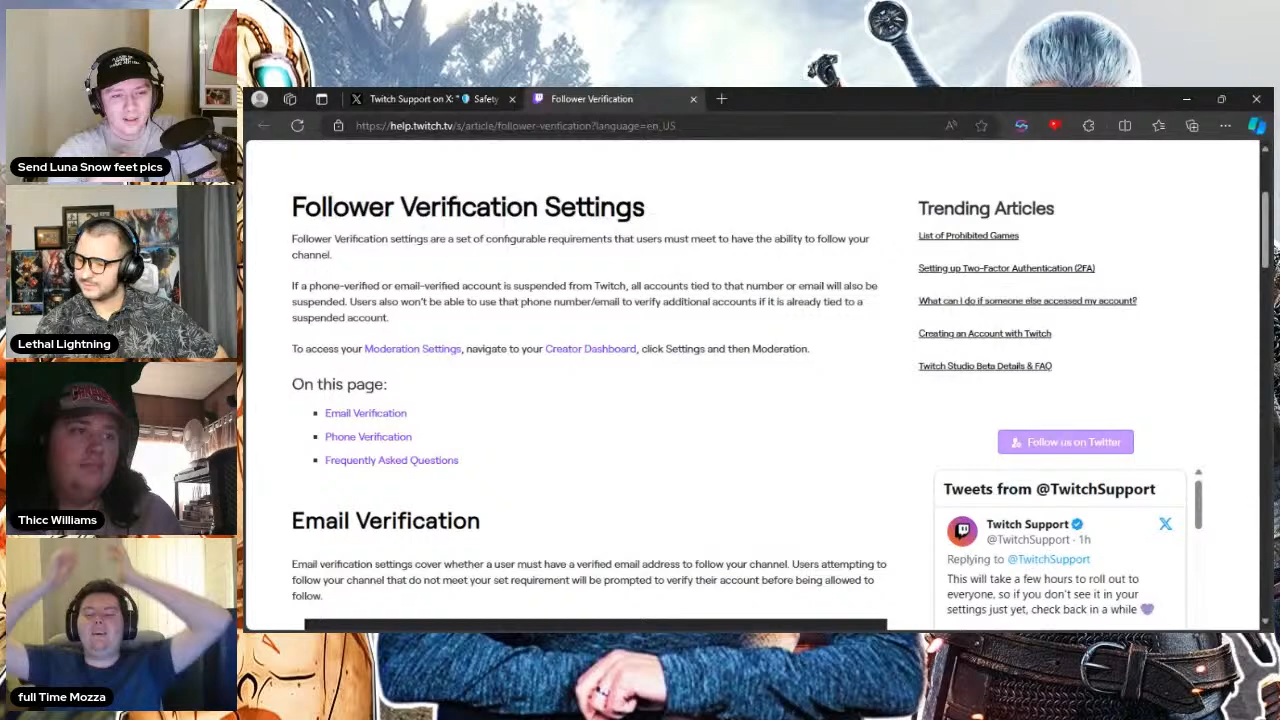 Send Luna Snow feet pics
Lethal Lightning
Thicc Williams
full Time Mozza
Twitch Support on X: "🛡 Safety
Follower Verification
https://help.twitch.tv/s/article/follower-verification?language=en_US
Follower Verification Settings
Follower Verification settings are a set of configurable requirements that users must meet to have the ability to follow your
channel.
If a phone-verified or email-verified account is suspended from Twitch, all accounts tied to that number or email will also be
suspended. Users also won't be able to use that phone number/email to verify additional accounts if it is already tied to a
suspended account.
To access your Moderation Settings, navigate to your Creator Dashboard, click Settings and then Moderation.
On this page:
Email Verification
Phone Verification
Frequently Asked Questions
Email Verification
Email verification settings cover whether a user must have a verified email address to follow your channel. Users attempting to
follow your channel that do not meet your set requirement will be prompted to verify their account before being allowed to
follow.
Trending Articles
List of Prohibited Games
Setting up Two-Factor Authentication (2FA)
What can I do if someone else accessed my account?
Creating an Account with Twitch
Twitch Studio Beta Details & FAQ
Follow us on Twitter
Tweets from @TwitchSupport
Twitch Support
@TwitchSupport · 1h
Replying to @TwitchSupport
This will take a few hours to roll out to
everyone, so if you don't see it in your
settings just yet, check back in a while 💜